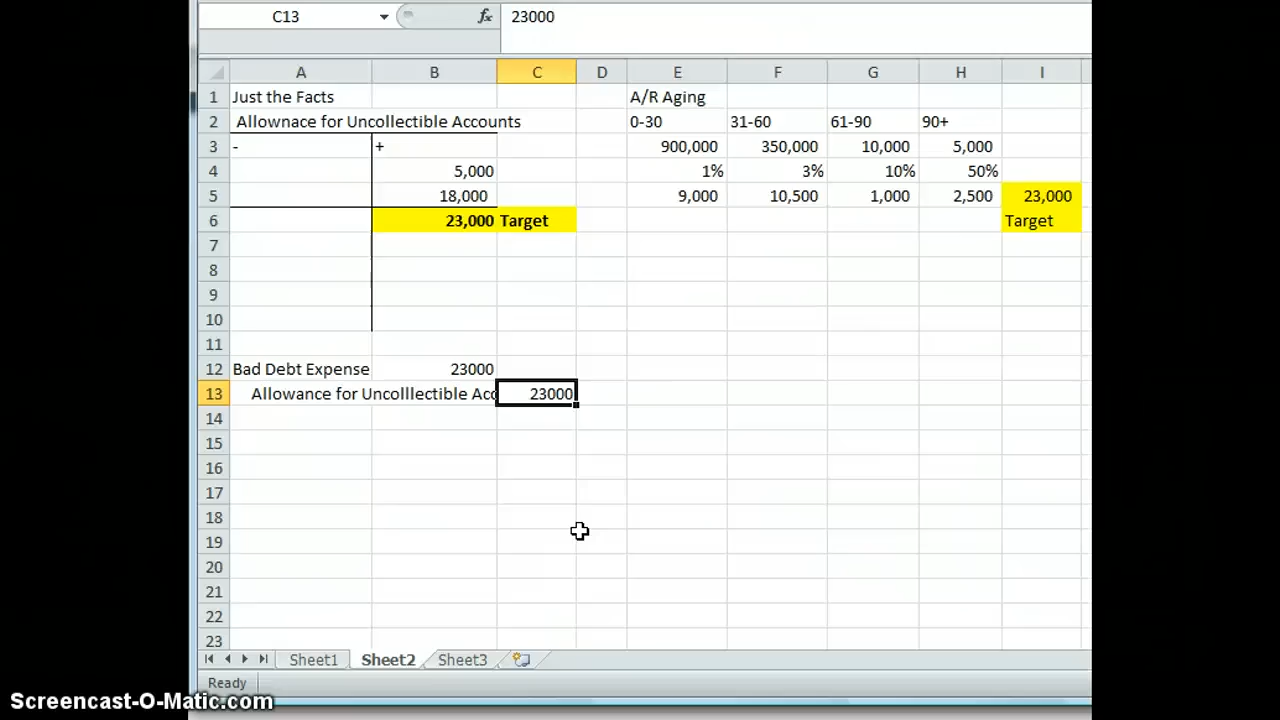 C13 fx 23000
A B C D E F G H I
1 Just the Facts A/R Aging
2 Allownace for Uncollectible Accounts 0-30 31-60 61-90 90+
3 - + 900,000 350,000 10,000 5,000
4 5,000 1% 3% 10% 50%
5 18,000 9,000 10,500 1,000 2,500 23,000
6 23,000 Target Target
7
8
9
10
11
12 Bad Debt Expense 23000
13 Allowance for Uncolllectible Acc 23000
14
15
16
17
18
19
20
21
22
23
Sheet1 Sheet2 Sheet3
Ready
Screencast-O-Matic.com